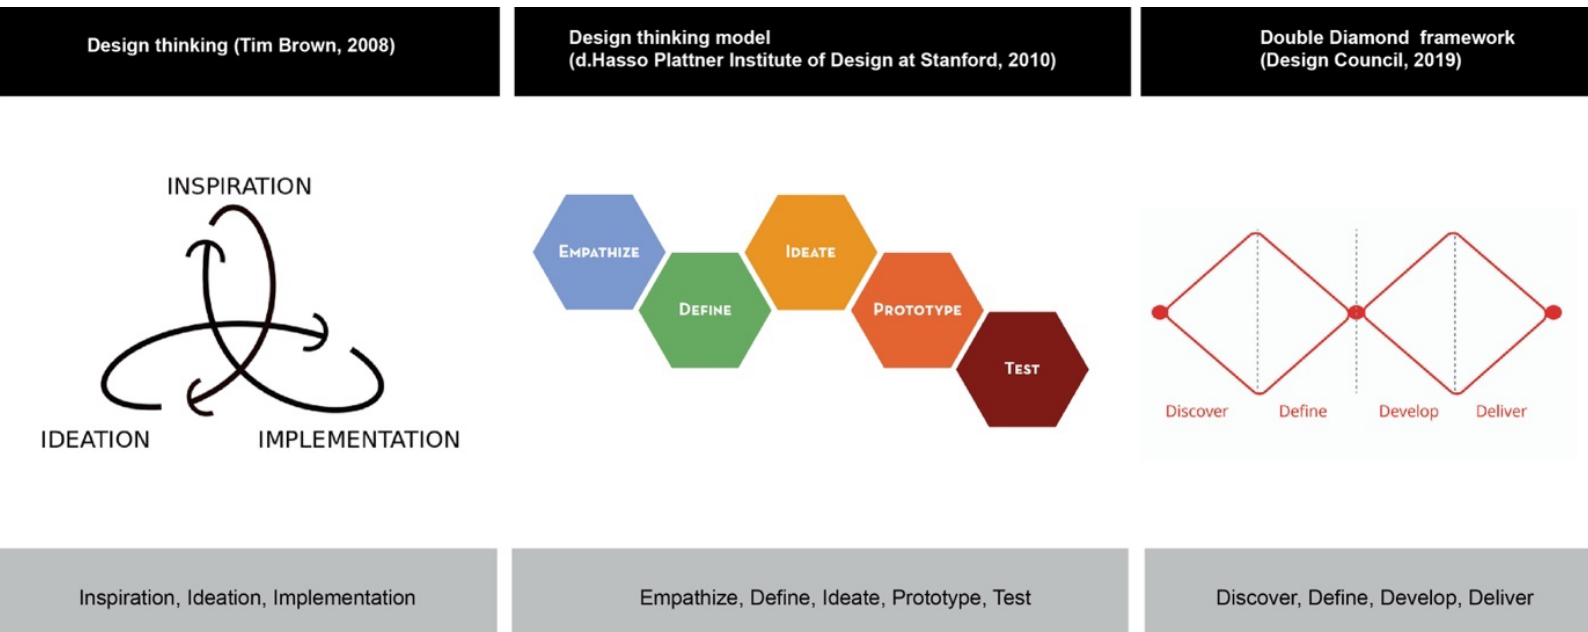 Design thinking (Tim Brown, 2008)
Design thinking model
(d.Hasso Plattner Institute of Design at Stanford, 2010)
Double Diamond framework
(Design Council, 2019)
INSPIRATION
IDEATION
IMPLEMENTATION
EMPATHIZE
DEFINE
IDEATE
PROTOTYPE
TEST
Discover
Define
Develop
Deliver
Inspiration, Ideation, Implementation
Empathize, Define, Ideate, Prototype, Test
Discover, Define, Develop, Deliver